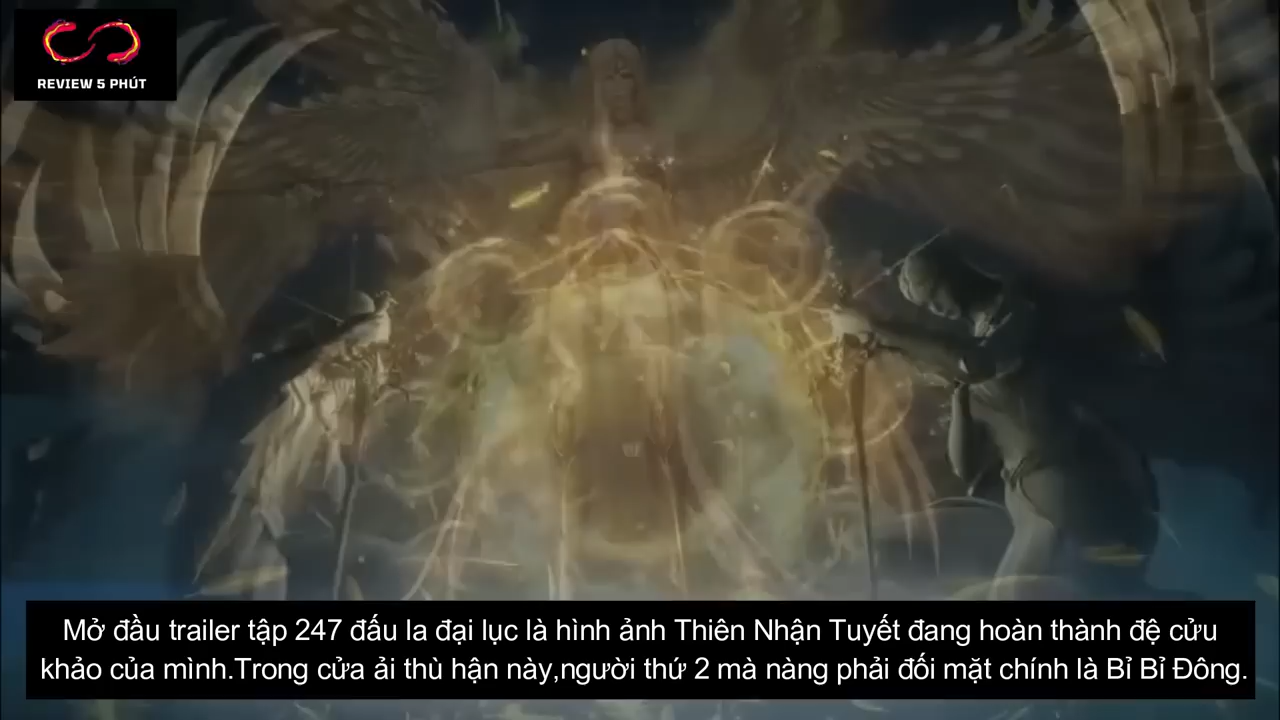 REVIEW 5 PHÚT
Mở đầu trailer tập 247 đấu la đại lục là hình ảnh Thiên Nhận Tuyết đang hoàn thành đệ cửu
khảo của mình.Trong cửa ải thù hận này,người thứ 2 mà nàng phải đối mặt chính là Bỉ Bỉ Đông.